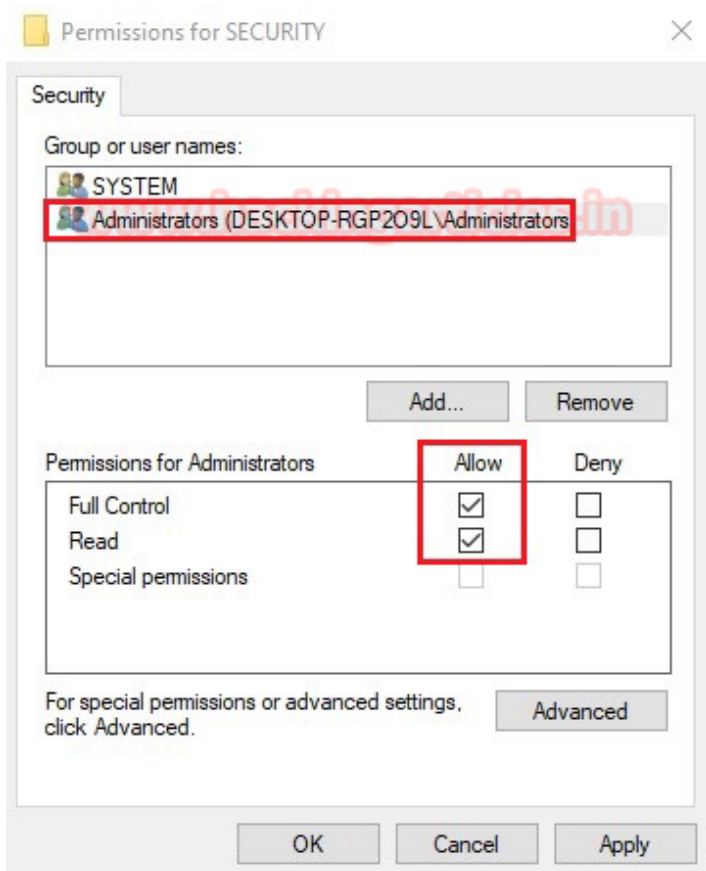 Permissions for SECURITY
Security
Group or user names:
SYSTEM
Administrators (DESKTOP-RGP2O9L\Administrators
Add...
Remove
Permissions for Administrators
Allow
Deny
Full Control
Read
Special permissions
For special permissions or advanced settings,
click Advanced.
Advanced
OK
Cancel
Apply